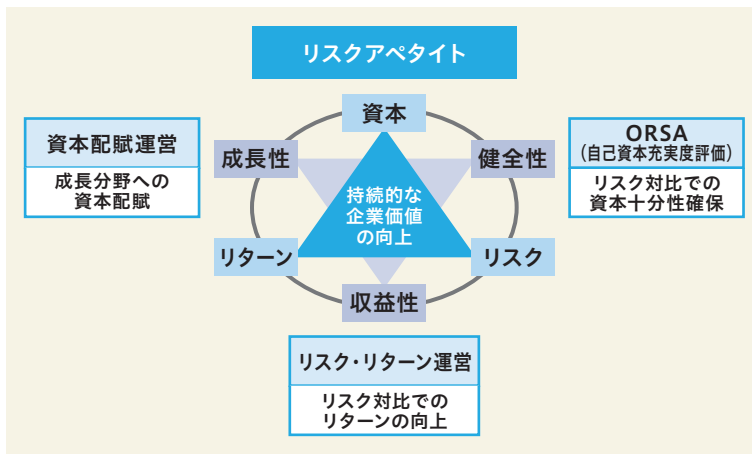 リスクアペタイト
資本
資本配賦運営
成長分野への
資本配賦
成長性
健全性
ORSA
(自己資本充実度評価)
リスク対比での
資本十分性確保
持続的な
企業価値
の向上
リターン
リスク
収益性
リスク・リターン運営
リスク対比での
リターンの向上